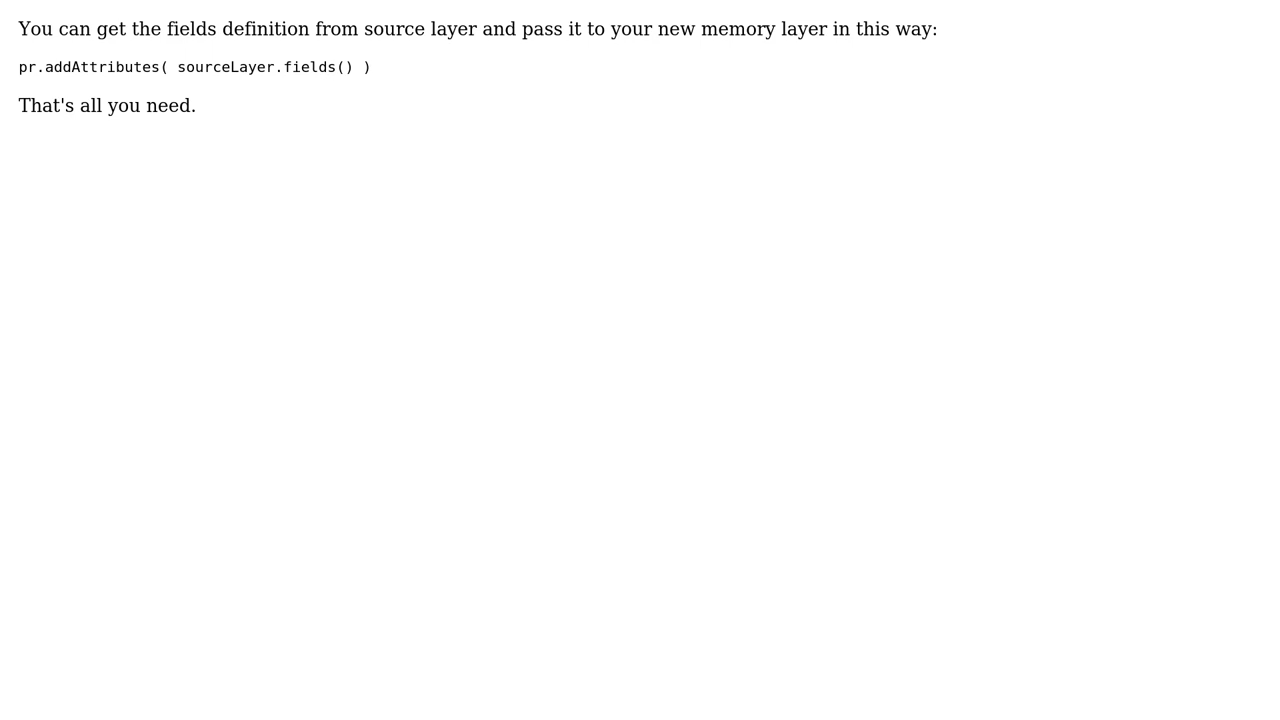 You can get the fields definition from source layer and pass it to your new memory layer in this way:
pr.addAttributes( sourceLayer.fields() )
That's all you need.